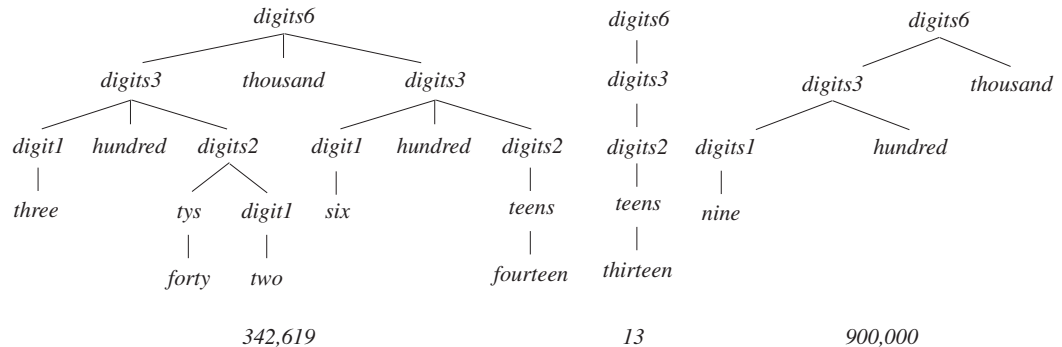 digits6 digits6 digits6
digits3 thousand digits3 digits3 digits3 thousand
digit1 hundred digits2 digit1 hundred digits2 digits2 digits1 hundred
three tys digit1 six teens teens nine
forty two fourteen thirteen
342,619 13 900,000